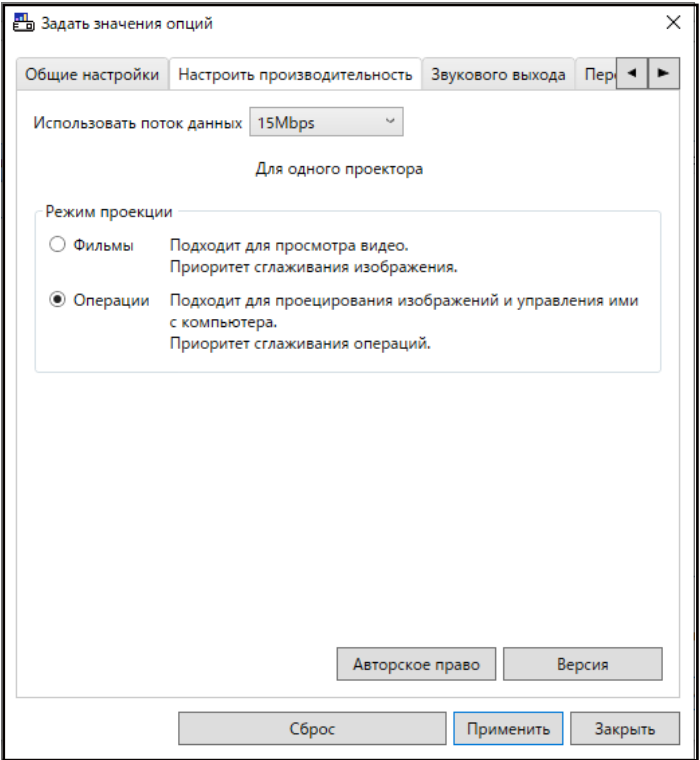 Задать значения опций
Общие настройки Настроить производительность Звукового выхода Пер
Использовать поток данных 15Mbps
Для одного проектора
Режим проекции
Фильмы Подходит для просмотра видео.
Приоритет сглаживания изображения.
Операции Подходит для проецирования изображений и управления ими
с компьютера.
Приоритет сглаживания операций.
Авторское право Версия
Сброс Применить Закрыть